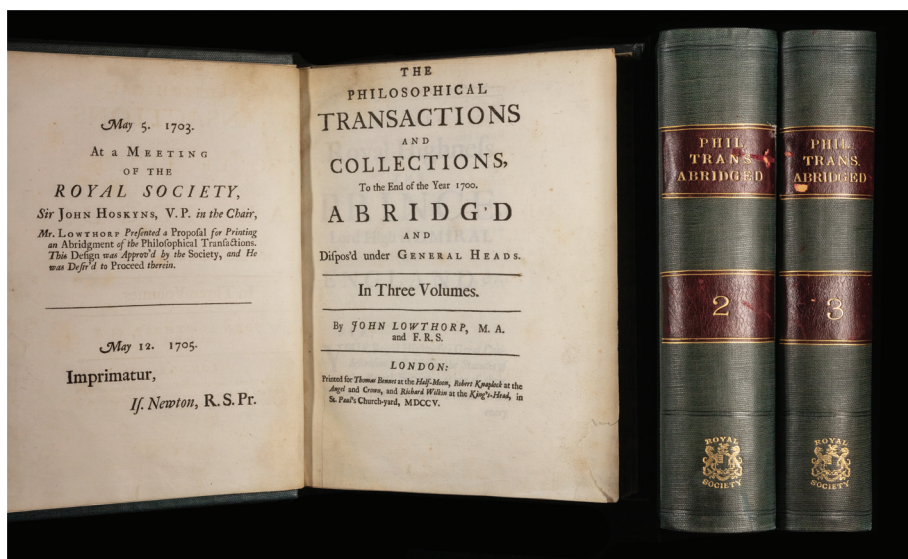 May 5. 1703.
At a MEETING
OF THE
ROYAL SOCIETY,
Sir JOHN HOSKYNS, V.P. in the Chair,
Mr. LOWTHORP Preſented a Propoſal for Printing
an Abridgment of the Philoſophical Tranſactions.
This Deſign was Approv'd by the Society, and He
was Deſir'd to Proceed therein.
May 12. 1705.
Imprimatur,
Iſ. Newton, R.S. Pr.
THE
PHILOSOPHICAL
TRANSACTIONS
AND
COLLECTIONS,
To the End of the Year 1700.
ABRIDG'D
AND
Diſpos'd under GENERAL HEADS.
In Three Volumes.
By JOHN LOWTHORP, M.A.
and F.R.S.
LONDON:
Printed for Thomas Bennet at the Half-Moon, Robert Knaplock at the
Angel and Crown, and Richard Wilkin at the King's-Head, in
St. Paul's Church-yard, MDCCV.
PHIL.
TRANS.
ABRIDGED
2
ROYAL
SOCIETY
PHIL.
TRANS.
ABRIDGED
3
ROYAL
SOCIETY